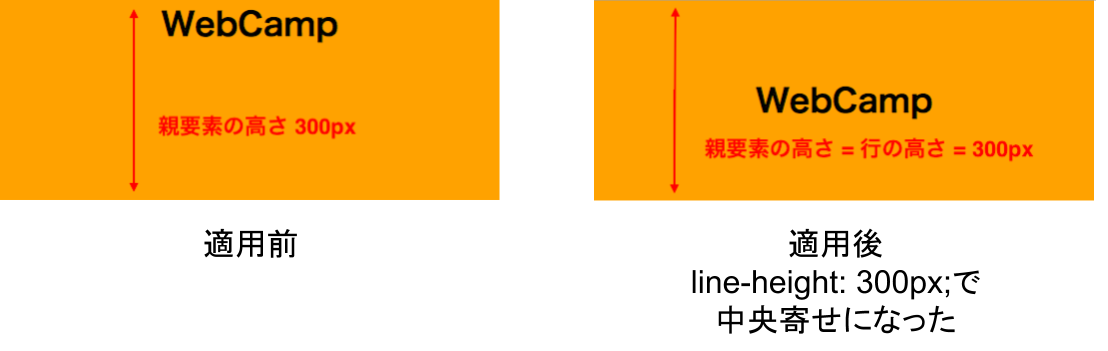 WebCamp
親要素の高さ 300px
適用前
WebCamp
親要素の高さ = 行の高さ = 300px
適用後
line-height: 300px;で
中央寄せになった